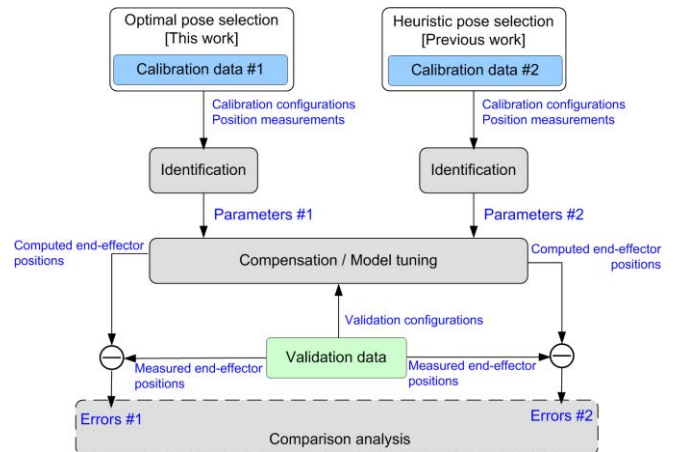 Optimal pose selection
[This work]
Calibration data #1
Heuristic pose selection
[Previous work]
Calibration data #2
Calibration configurations
Position measurements
Calibration configurations
Position measurements
Identification
Identification
Parameters #1
Parameters #2
Computed end-effector
positions
Compensation / Model tuning
Computed end-effector
positions
Validation configurations
Validation data
Measured end-effector
positions
Measured end-effector
positions
Errors #1
Errors #2
Comparison analysis